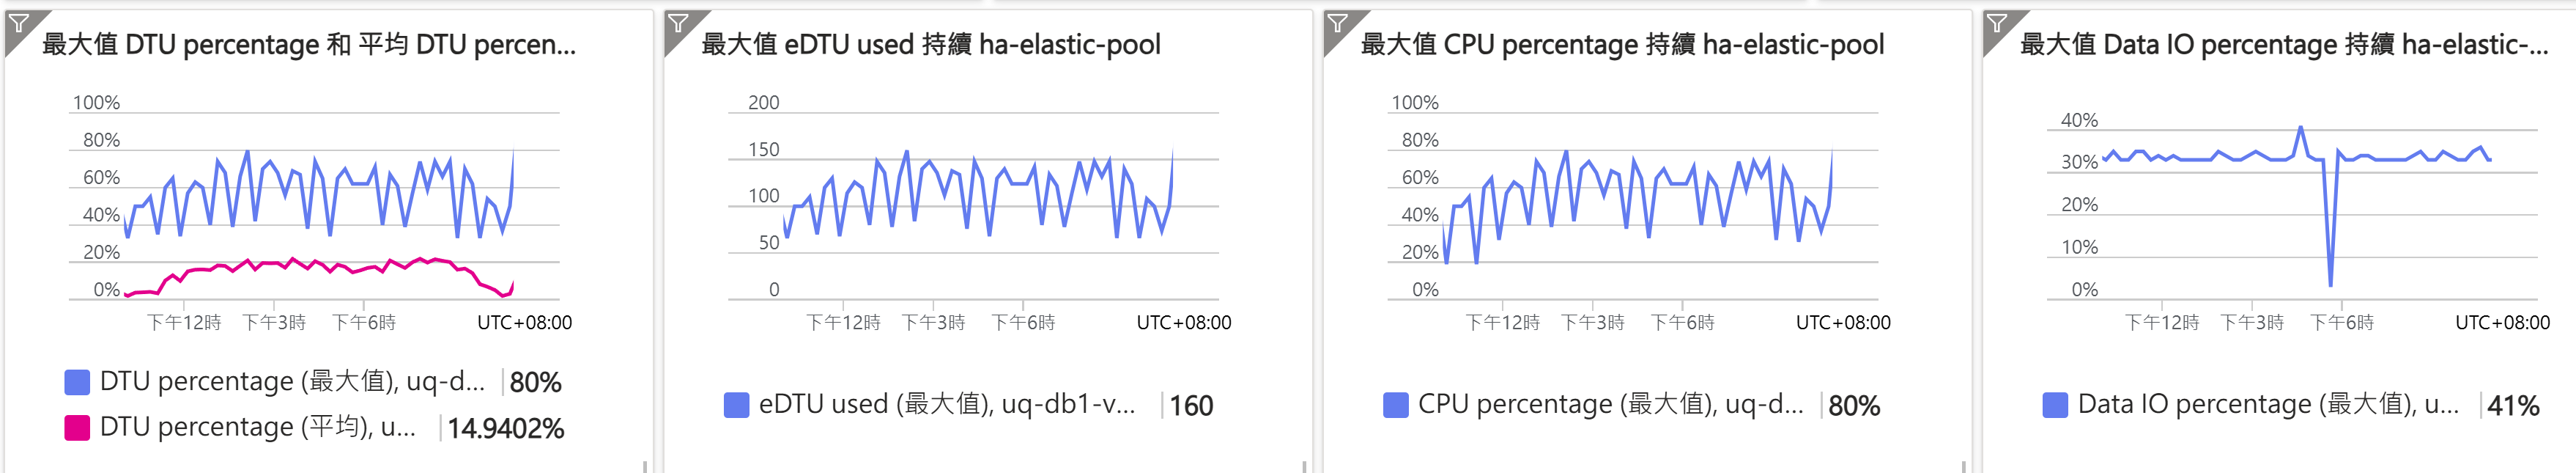 最大值 DTU percentage 和 平均 DTU percen...
100%
80%
60%
40%
20%
0%
下午12時 下午3時 下午6時 UTC+08:00
DTU percentage (最大值), uq-d... 80%
DTU percentage (平均), u... 14.9402%
最大值 eDTU used 持續 ha-elastic-pool
200
150
100
50
0
下午12時 下午3時 下午6時 UTC+08:00
eDTU used (最大值), uq-db1-v... 160
最大值 CPU percentage 持續 ha-elastic-pool
100%
80%
60%
40%
20%
0%
下午12時 下午3時 下午6時 UTC+08:00
CPU percentage (最大值), uq-d... 80%
最大值 Data IO percentage 持續 ha-elastic-...
40%
30%
20%
10%
0%
下午12時 下午3時 下午6時 UTC+08:00
Data IO percentage (最大值), u... 41%